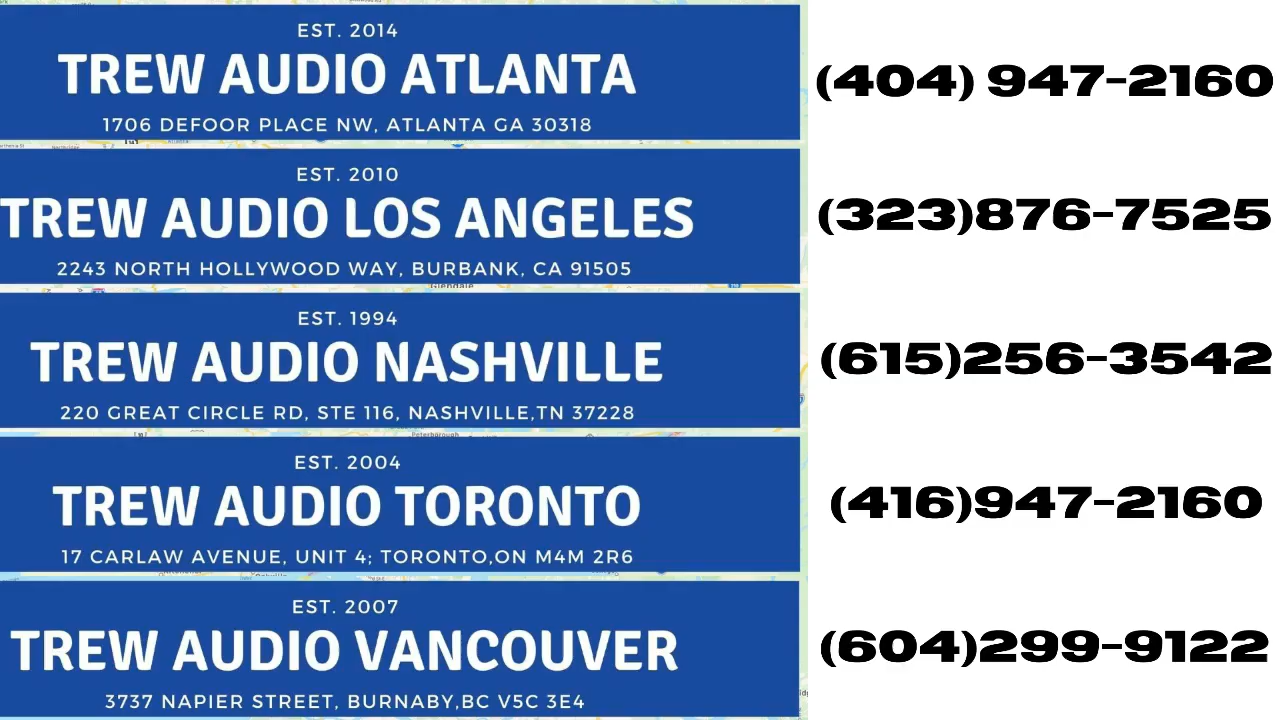 EST. 2014
TREW AUDIO ATLANTA
1706 DEFOOR PLACE NW, ATLANTA GA 30318
(404) 947-2160
EST. 2010
TREW AUDIO LOS ANGELES
2243 NORTH HOLLYWOOD WAY, BURBANK, CA 91505
(323)876-7525
Glendale
EST. 1994
TREW AUDIO NASHVILLE
220 GREAT CIRCLE RD, STE 116, NASHVILLE,TN 37228
(615)256-3542
Peterborough
EST. 2004
TREW AUDIO TORONTO
17 CARLAW AVENUE, UNIT 4; TORONTO,ON M4M 2R6
(416)947-2160
EST. 2007
TREW AUDIO VANCOUVER
3737 NAPIER STREET, BURNABY,BC V5C 3E4
(604)299-9122